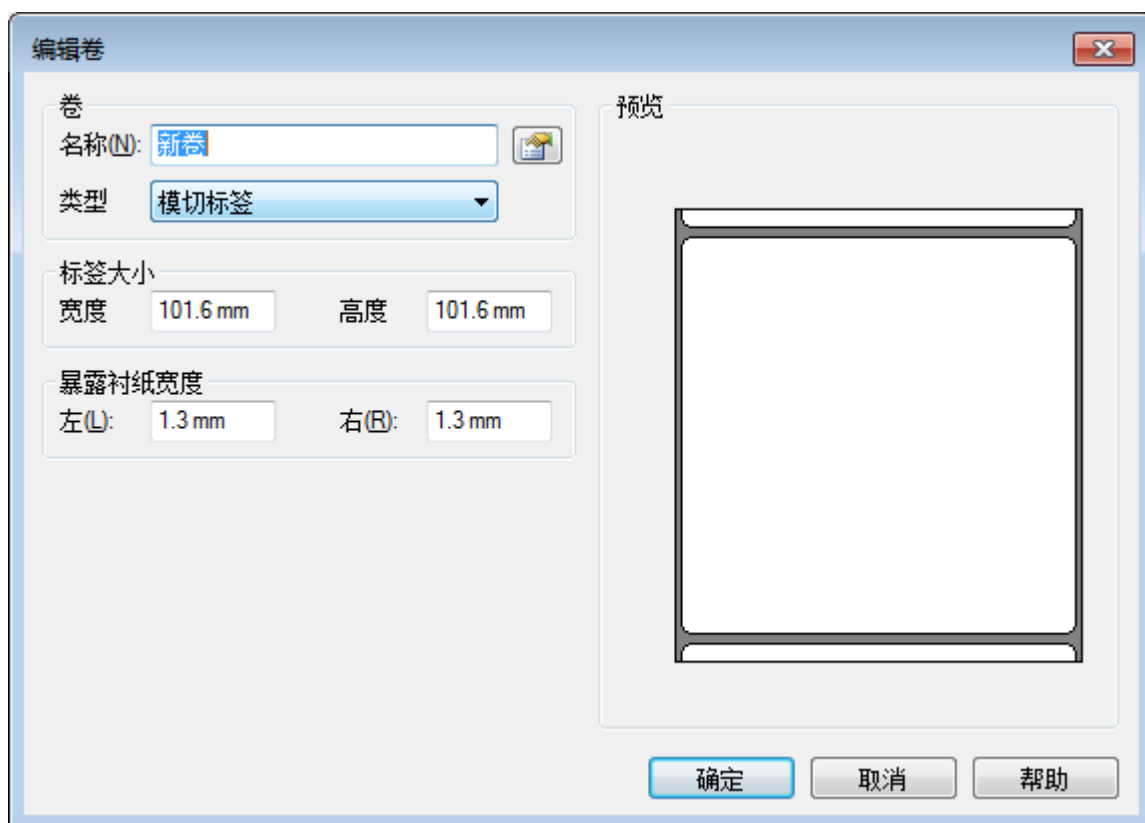 编辑卷
卷
名称(N): 新卷
类型 模切标签
标签大小
宽度 101.6 mm 高度 101.6 mm
暴露衬纸宽度
左(L): 1.3 mm 右(R): 1.3 mm
预览
确定 取消 帮助